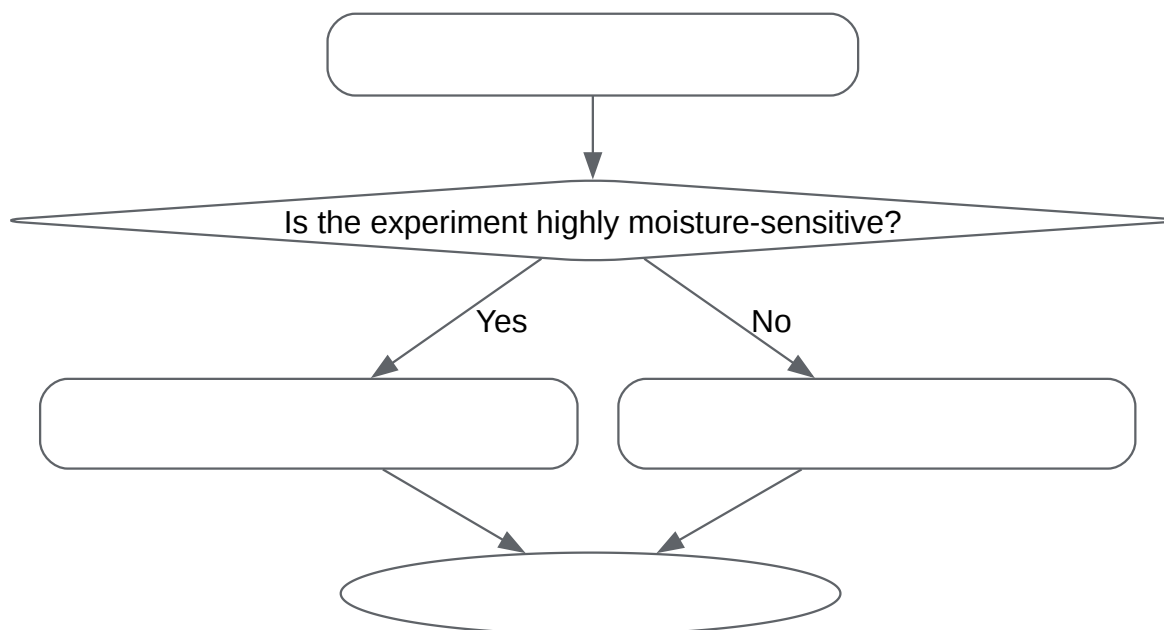 Is the experiment highly moisture-sensitive?
Yes
No